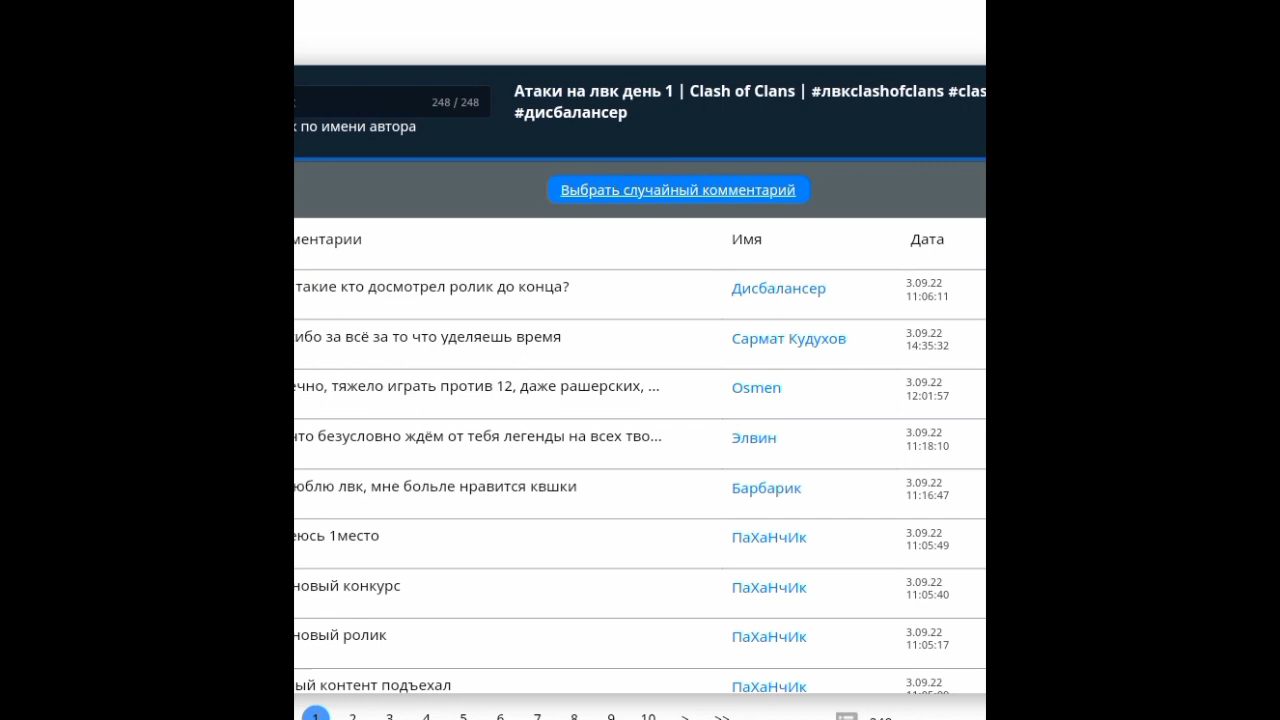 248 / 248
Атаки на лвк день 1 | Clash of Clans | #лвкclashofclans #clas
#дисбалансер
по имени автора
Выбрать случайный комментарий
ментарии Имя Дата
такие кто досмотрел ролик до конца? Дисбалансер 3.09.22
11:06:11
ибо за всё за то что уделяешь время Сармат Кудухов 3.09.22
14:35:32
ечно, тяжело играть против 12, даже рашерских, ... Osmen 3.09.22
12:01:57
что безусловно ждём от тебя легенды на всех тво... Элвин 3.09.22
11:18:10
юблю лвк, мне больле нравится квшки Барбарик 3.09.22
11:16:47
еюсь 1место ПаХаНчИк 3.09.22
11:05:49
новый конкурс ПаХаНчИк 3.09.22
11:05:40
новый ролик ПаХаНчИк 3.09.22
11:05:17
ый контент подъехал ПаХаНчИк 3.09.22
1 2 3 4 5 6 7 8 9 10 > >> 248